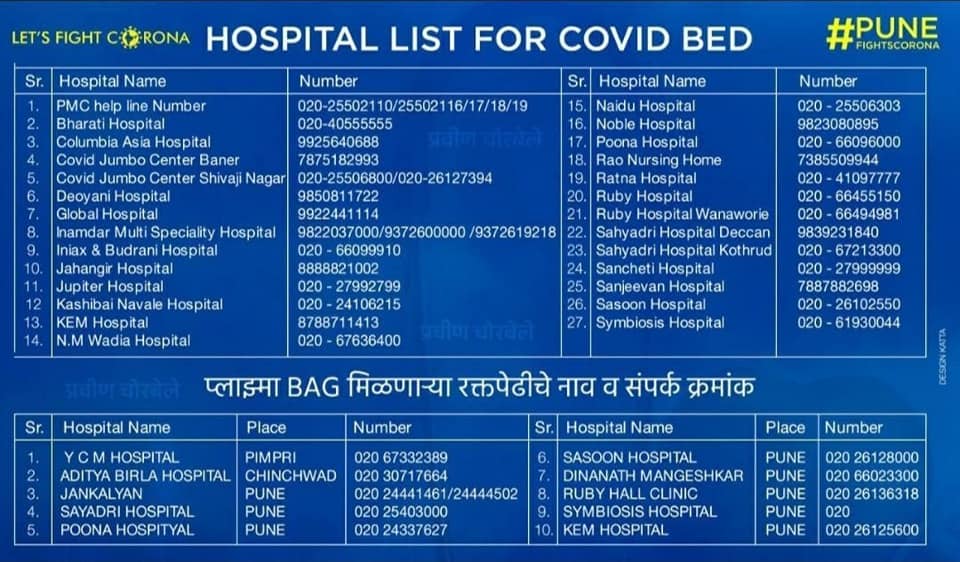 LET'S FIGHT CORONA
HOSPITAL LIST FOR COVID BED
#PUNE
FIGHTSCORONA
Sr. Hospital Name Number
1. PMC help line Number 020-25502110/25502116/17/18/19
2. Bharati Hospital 020-40555555
3. Columbia Asia Hospital 9925640688
4. Covid Jumbo Center Baner 7875182993
5. Covid Jumbo Center Shivaji Nagar 020-25506800/020-26127394
6. Deoyani Hospital 9850811722
7. Global Hospital 9922441114
8. Inamdar Multi Speciality Hospital 9822037000/9372600000 /9372619218
9. Iniax & Budrani Hospital 020 - 66099910
10. Jahangir Hospital 8888821002
11. Jupiter Hospital 020 - 27992799
12 Kashibai Navale Hospital 020 - 24106215
13. KEM Hospital 8788711413
14. N.M Wadia Hospital 020 - 67636400
Sr. Hospital Name Number
15. Naidu Hospital 020 - 25506303
16. Noble Hospital 9823080895
17. Poona Hospital 020 - 66096000
18. Rao Nursing Home 7385509944
19. Ratna Hospital 020 - 41097777
20. Ruby Hospital 020 - 66455150
21. Ruby Hospital Wanaworie 020 - 66494981
22. Sahyadri Hospital Deccan 9839231840
23. Sahyadri Hospital Kothrud 020 - 67213300
24. Sancheti Hospital 020 - 27999999
25. Sanjeevan Hospital 7887882698
26. Sasoon Hospital 020 - 26102550
27. Symbiosis Hospital 020 - 61930044
प्रवीण चोरबेले
प्रवीण चोरबेले
प्रवीण चोरबेले
DESIGN KATTA
प्लाझ्मा BAG मिळणाऱ्या रक्तपेढीचे नाव व संपर्क क्रमांक
Sr. Hospital Name Place Number
1. Y C M HOSPITAL PIMPRI 020 67332389
2. ADITYA BIRLA HOSPITAL CHINCHWAD 020 30717664
3. JANKALYAN PUNE 020 24441461/24444502
4. SAYADRI HOSPITAL PUNE 020 25403000
5. POONA HOSPITYAL PUNE 020 24337627
Sr. Hospital Name Place Number
6. SASOON HOSPITAL PUNE 020 26128000
7. DINANATH MANGESHKAR PUNE 020 66023300
8. RUBY HALL CLINIC PUNE 020 26136318
9. SYMBIOSIS HOSPITAL PUNE 020
10. KEM HOSPITAL PUNE 020 26125600